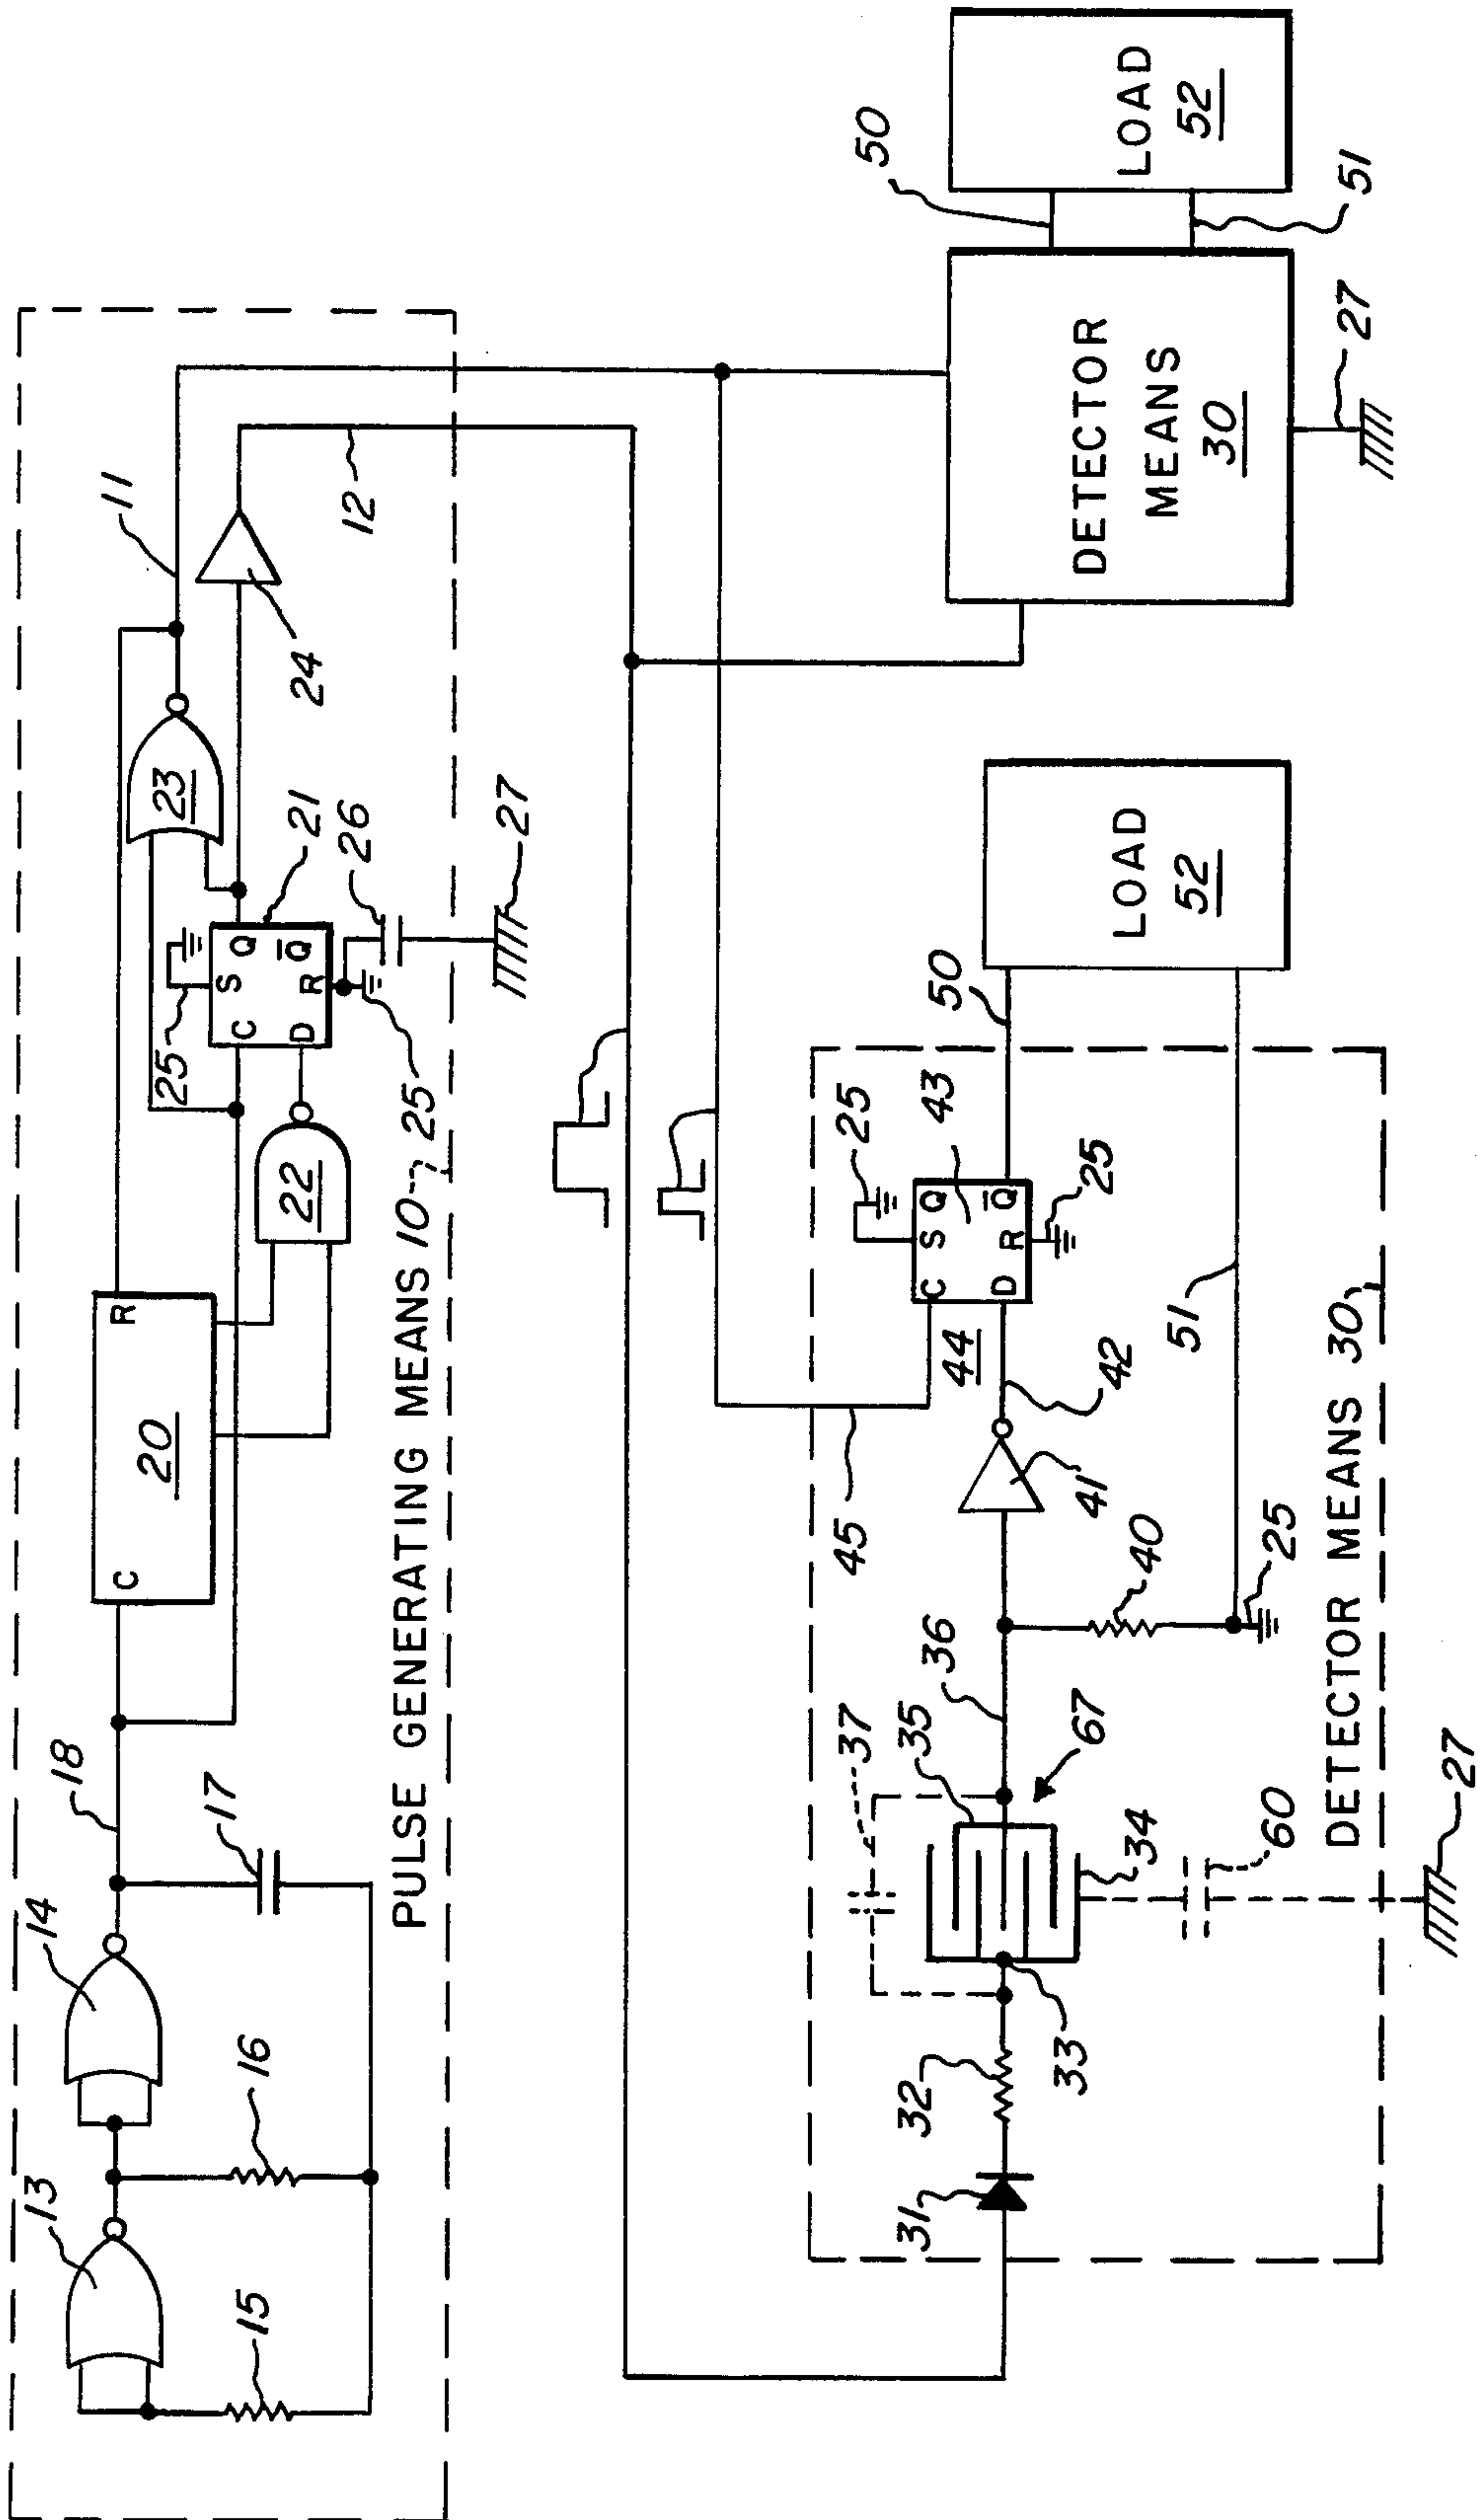 13
14
18
C
R
11
20
25
23
17
C
S
Q
15
16
22
D
R
Q̄
21
24
26
12
PULSE GENERATING MEANS 10
25
27
37
45
25
50
31
32
35
36
C
S
Q
43
50
44
D
R
Q̄
33
67
41
42
25
34
40
51
LOAD
52
DETECTOR
MEANS
30
LOAD
52
60
25
DETECTOR MEANS 30
27
51
27